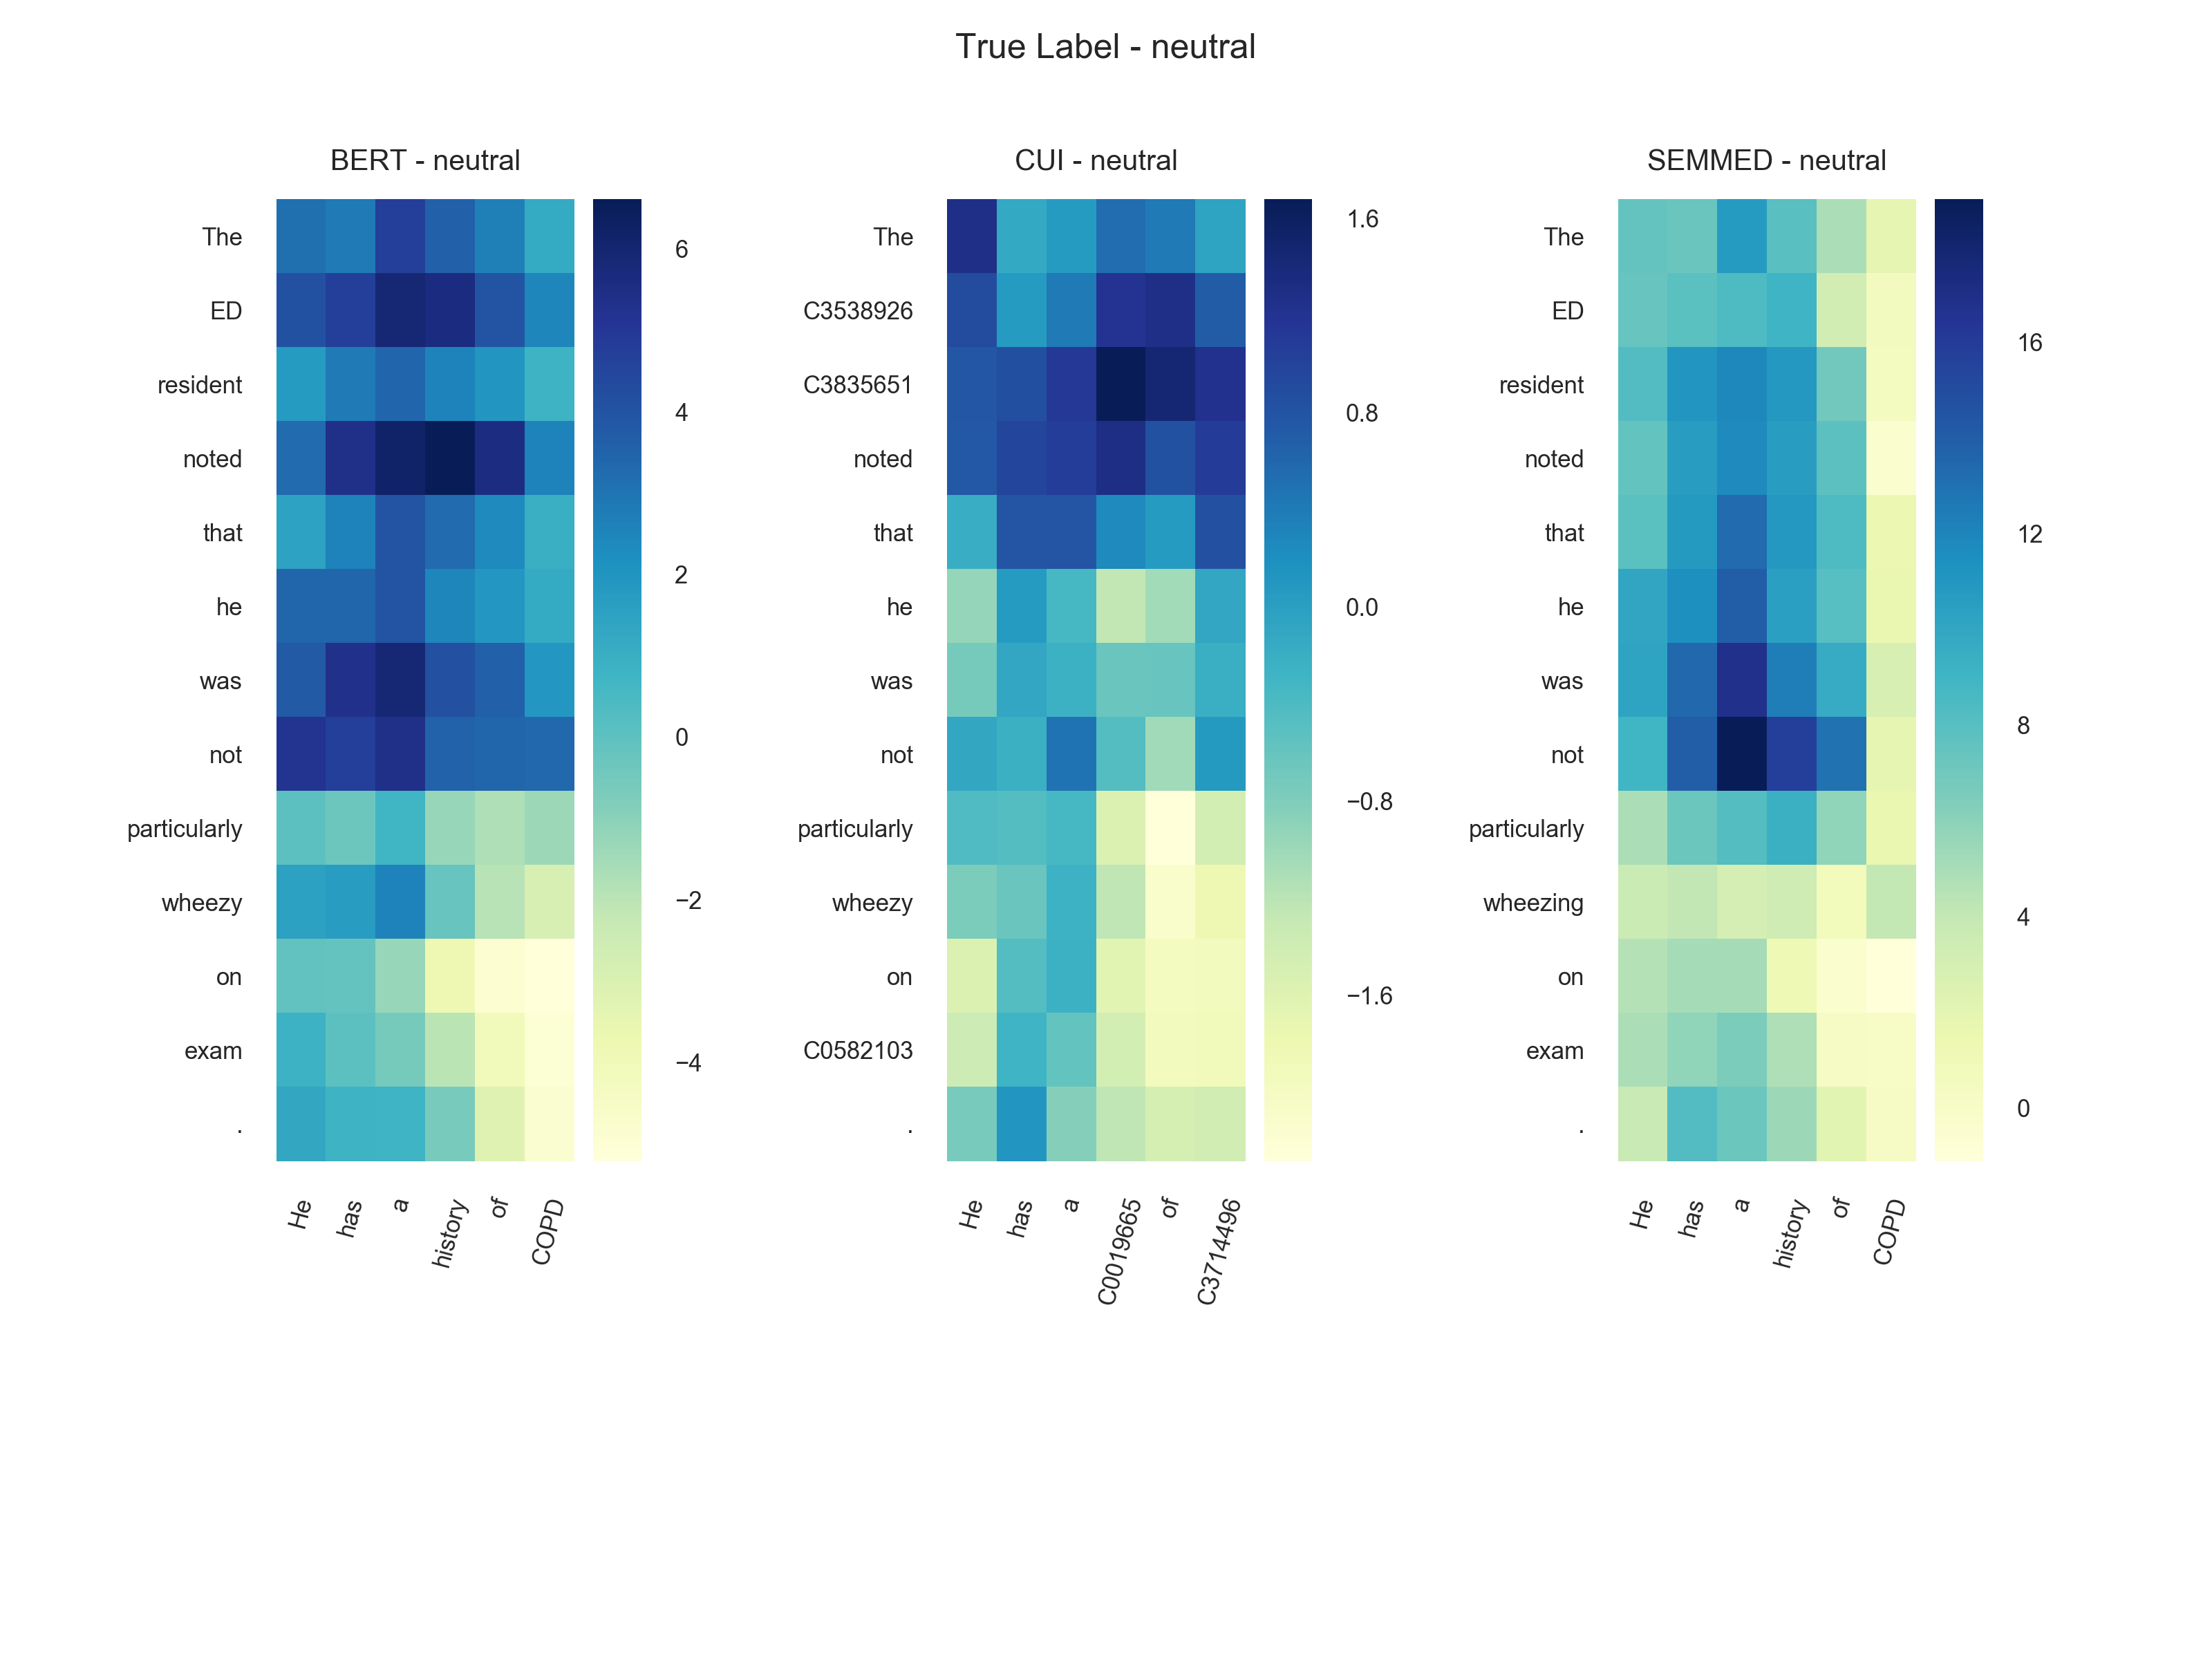 True Label - neutral
BERT - neutral
The
ED
resident
noted
that
he
was
not
particularly
wheezy
on
exam
.
He
has
a
history
of
COPD
6
4
2
0
−2
−4
CUI - neutral
The
C3538926
C3835651
noted
that
he
was
not
particularly
wheezy
on
C0582103
.
He
has
a
C0019665
of
C3714496
1.6
0.8
0.0
−0.8
−1.6
SEMMED - neutral
The
ED
resident
noted
that
he
was
not
particularly
wheezing
on
exam
.
He
has
a
history
of
COPD
16
12
8
4
0